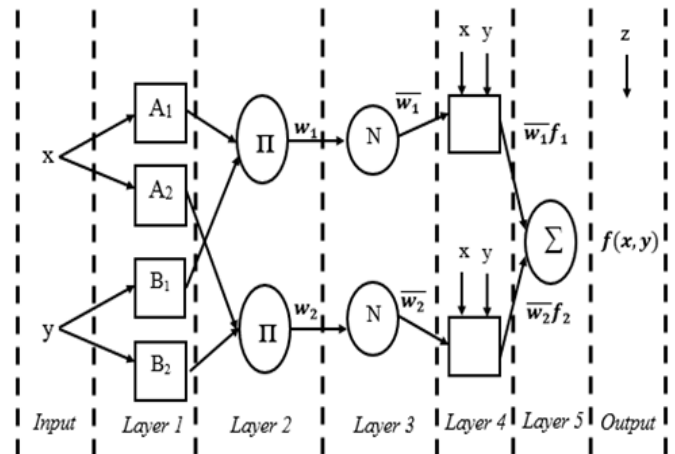 x y z
A₁ w₁ w̅₁
Π N w̅₁f₁
x
A₂
x y
Σ f(x, y)
B₁
w₂ w̅₂ w̅₂f₂
y Π N
B₂
Input Layer 1 Layer 2 Layer 3 Layer 4 Layer 5 Output